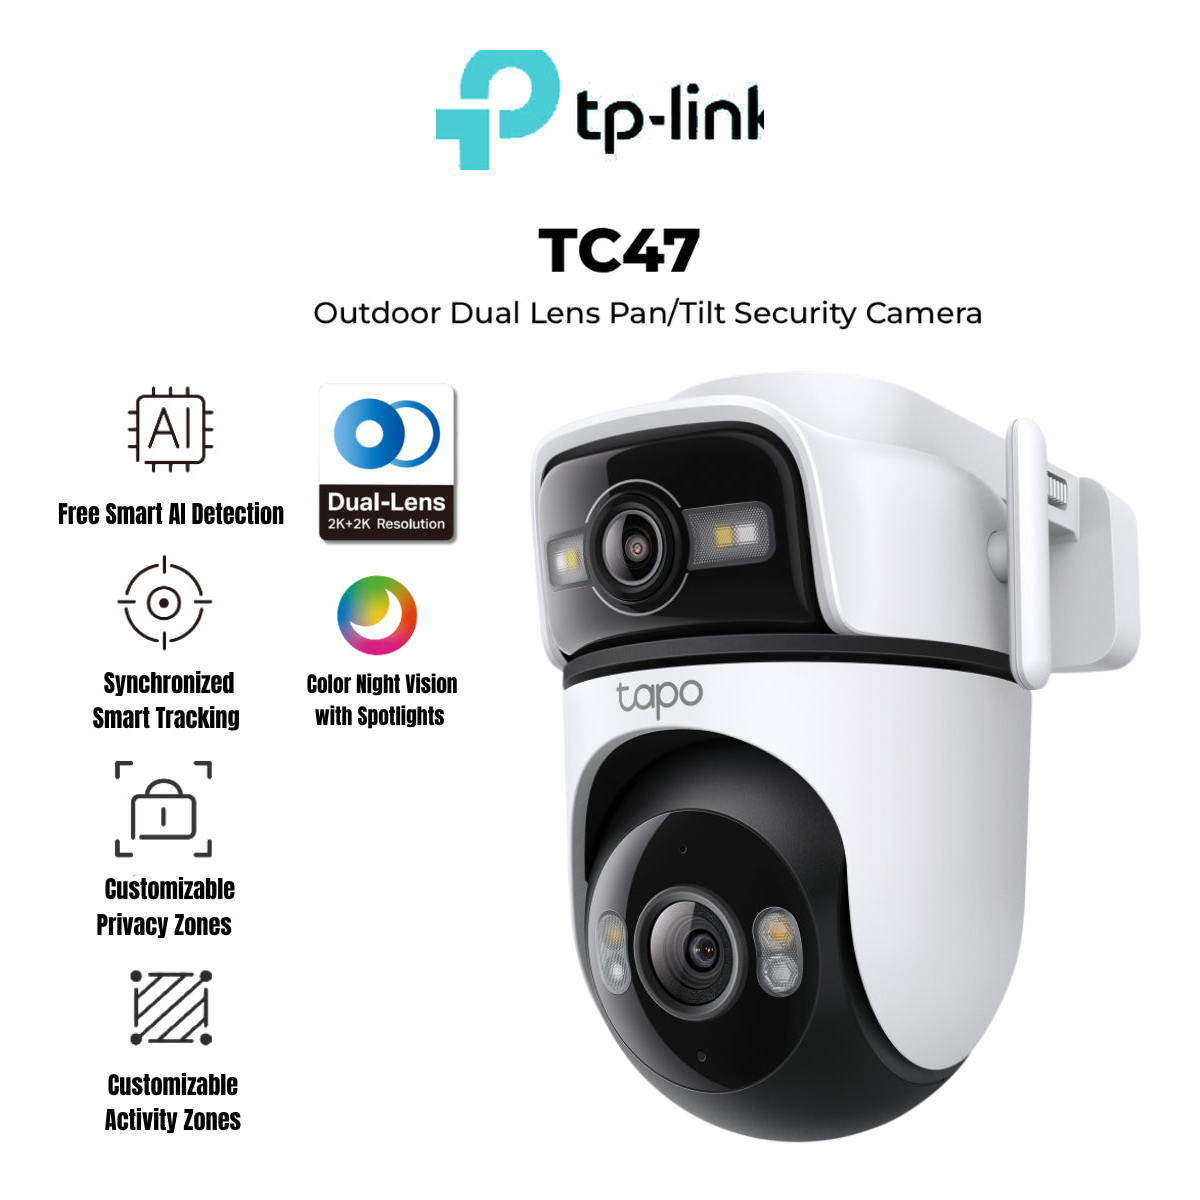 tp-link
TC47
Outdoor Dual Lens Pan/Tilt Security Camera
AI
Free Smart AI Detection
Dual-Lens
2K+2K Resolution
Synchronized
Smart Tracking
Color Night Vision
with Spotlights
Customizable
Privacy Zones
Customizable
Activity Zones
tapo